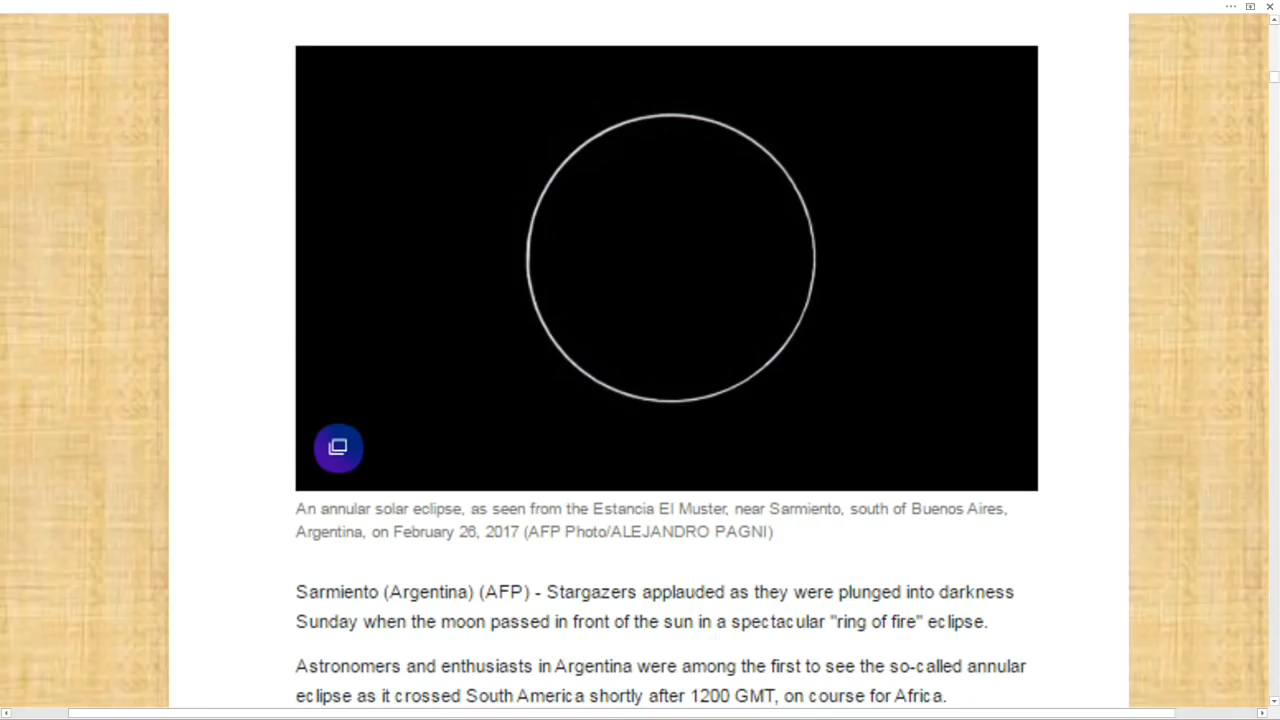 An annular solar eclipse, as seen from the Estancia El Muster, near Sarmiento, south of Buenos Aires,
Argentina, on February 26, 2017 (AFP Photo/ALEJANDRO PAGNI)
Sarmiento (Argentina) (AFP) - Stargazers applauded as they were plunged into darkness
Sunday when the moon passed in front of the sun in a spectacular "ring of fire" eclipse.
Astronomers and enthusiasts in Argentina were among the first to see the so-called annular
eclipse as it crossed South America shortly after 1200 GMT, on course for Africa.